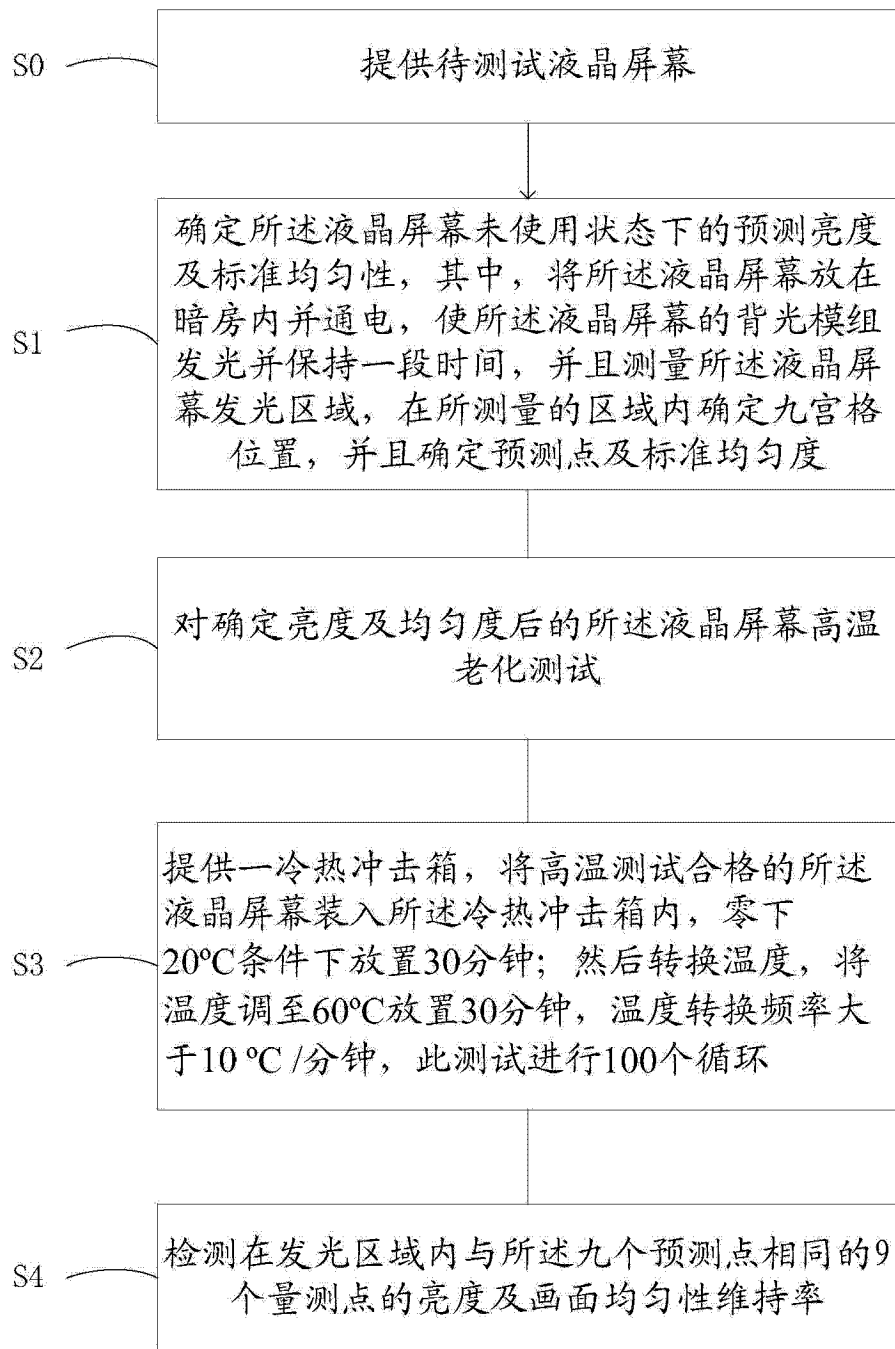 S0
提供待测试液晶屏幕
S1
确定所述液晶屏幕未使用状态下的预测亮度
及标准均匀性，其中，将所述液晶屏幕放在
暗房内并通电，使所述液晶屏幕的背光模组
发光并保持一段时间，并且测量所述液晶屏
幕发光区域，在所测量的区域内确定九宫格
位置，并且确定预测点及标准均匀度
S2
对确定亮度及均匀度后的所述液晶屏幕高温
老化测试
S3
提供一冷热冲击箱，将高温测试合格的所述
液晶屏幕装入所述冷热冲击箱内，零下
20ºC条件下放置30分钟；然后转换温度，将
温度调至60ºC放置30分钟，温度转换频率大
于10 ºC /分钟，此测试进行100个循环
S4
检测在发光区域内与所述九个预测点相同的9
个量测点的亮度及画面均匀性维持率